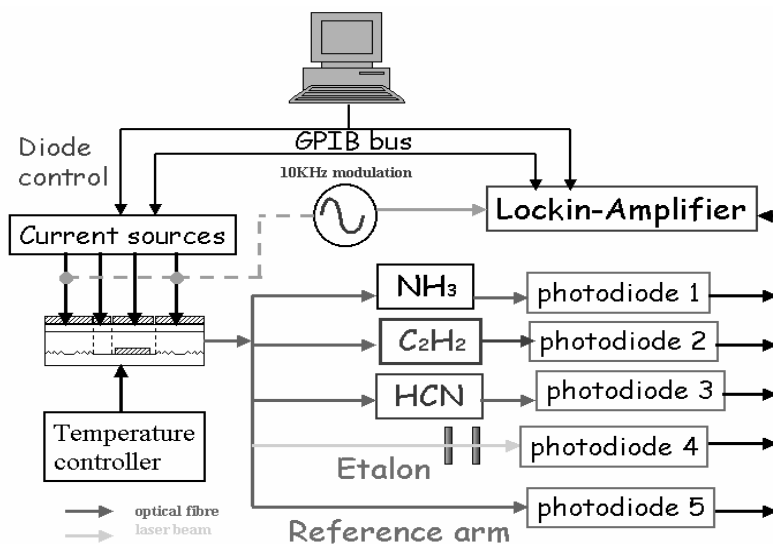 GPIB bus
Diode
control
10KHz modulation
Lockin-Amplifier
Current sources
NH₃
photodiode 1
C₂H₂
photodiode 2
HCN
photodiode 3
Temperature
controller
Etalon
photodiode 4
optical fibre
laser beam
Reference arm
photodiode 5